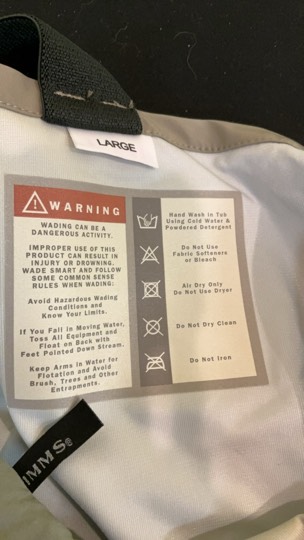 LARGE
WARNING
WADING CAN BE A
DANGEROUS ACTIVITY.
IMPROPER USE OF THIS
PRODUCT CAN RESULT IN
INJURY OR DROWNING.
WADE SMART AND FOLLOW
SOME COMMON SENSE
RULES WHEN WADING:
Avoid Hazardous Wading
Conditions and
Know Your Limits.
If You Fall in Moving Water,
Toss All Equipment and
Float on Back with
Feet Pointed Down Stream.
Keep Arms in Water for
Flotation and Avoid
Brush, Trees and Other
Entrapments.
Hand Wash in Tub
Using Cold Water &
Powdered Detergent
Do Not Use
Fabric Softeners
or Bleach
Air Dry Only
Do Not Use Dryer
Do Not Dry Clean
Do Not Iron
IMMS®